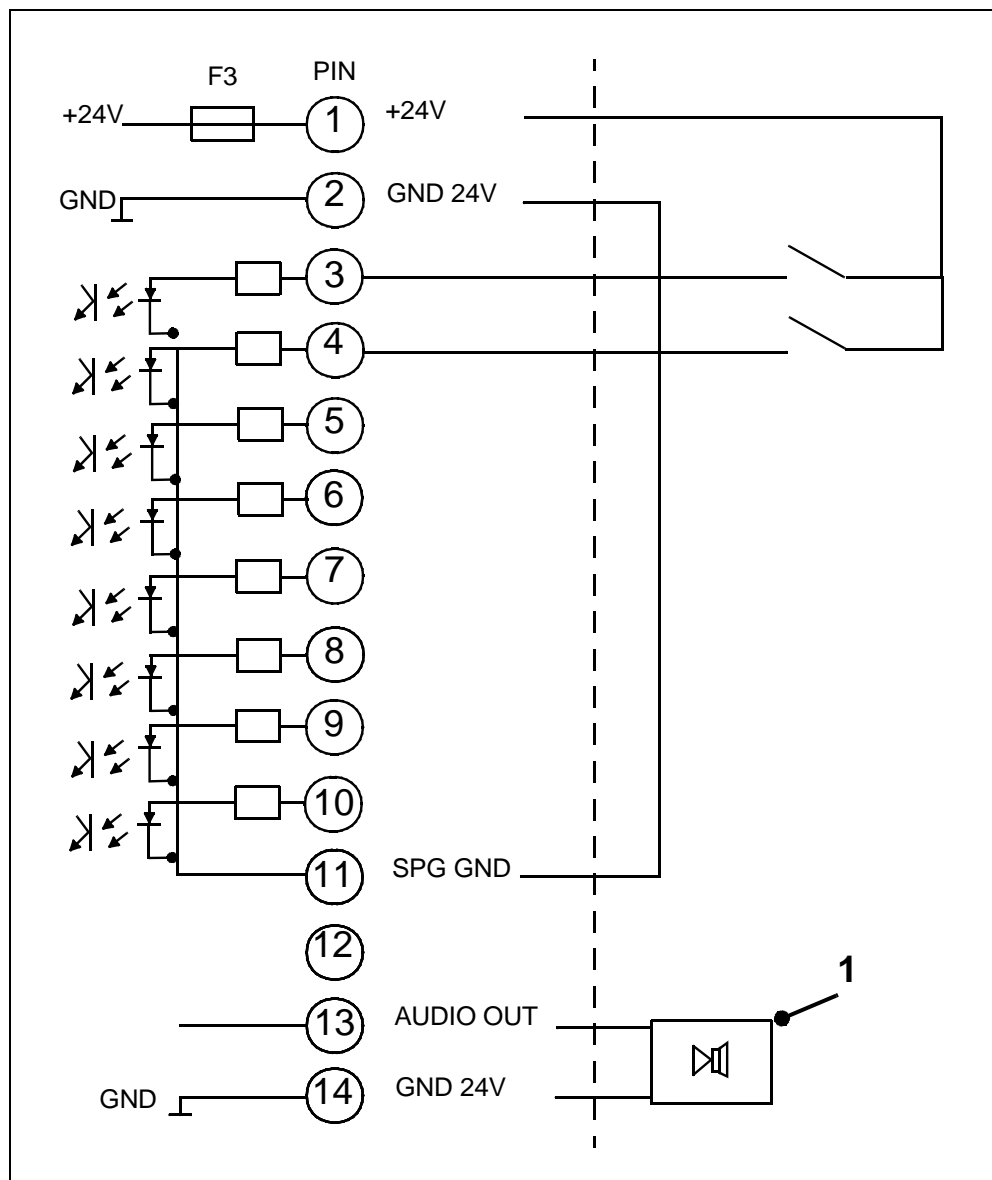 F3 PIN
+24V 1 +24V
GND 2 GND 24V
3
4
5
6
7
8
9
10
11 SPG GND
12
1
13 AUDIO OUT
14 GND 24V
GND